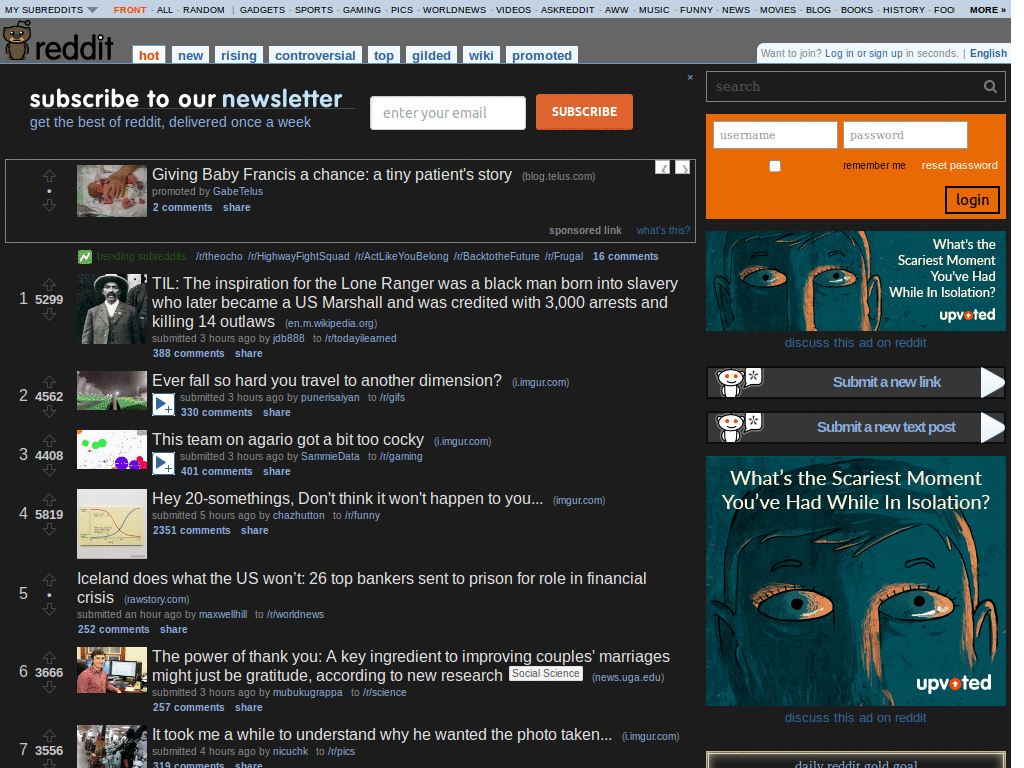 MY SUBREDDITS FRONT - ALL - RANDOM | GADGETS - SPORTS - GAMING - PICS - WORLDNEWS - VIDEOS - ASKREDDIT - AWW - MUSIC - FUNNY - NEWS - MOVIES - BLOG - BOOKS - HISTORY - FOO MORE »
reddit hot new rising controversial top gilded wiki promoted
Want to join? Log in or sign up in seconds. | English
×
subscribe to our newsletter
get the best of reddit, delivered once a week
enter your email
SUBSCRIBE
Giving Baby Francis a chance: a tiny patient's story (blog.telus.com)
promoted by GabeTelus
2 comments share
sponsored link what's this?
trending subreddits /r/theocho /r/HighwayFightSquad /r/ActLikeYouBelong /r/BacktotheFuture /r/Frugal 16 comments
1 5299
TIL: The inspiration for the Lone Ranger was a black man born into slavery
who later became a US Marshall and was credited with 3,000 arrests and
killing 14 outlaws (en.m.wikipedia.org)
submitted 3 hours ago by jdb888 to /r/todayilearned
388 comments share
2 4562
Ever fall so hard you travel to another dimension? (i.imgur.com)
submitted 3 hours ago by punerisaiyan to /r/gifs
330 comments share
3 4408
This team on agario got a bit too cocky (i.imgur.com)
submitted 3 hours ago by SammieData to /r/gaming
401 comments share
4 5819
Hey 20-somethings, Don't think it won't happen to you... (imgur.com)
submitted 5 hours ago by chazhutton to /r/funny
2351 comments share
5 •
Iceland does what the US won't: 26 top bankers sent to prison for role in financial
crisis (rawstory.com)
submitted an hour ago by maxwellhill to /r/worldnews
252 comments share
6 3666
The power of thank you: A key ingredient to improving couples' marriages
might just be gratitude, according to new research Social Science (news.uga.edu)
submitted 3 hours ago by mubukugrappa to /r/science
257 comments share
7 3556
It took me a while to understand why he wanted the photo taken... (i.imgur.com)
submitted 4 hours ago by nicuchk to /r/pics
319 comments share
search
username password
remember me reset password
login
What's the
Scariest Moment
You've Had
While In Isolation?
upvoted
discuss this ad on reddit
Submit a new link
Submit a new text post
What's the Scariest Moment
You've Had While In Isolation?
upvoted
discuss this ad on reddit
daily reddit gold goal